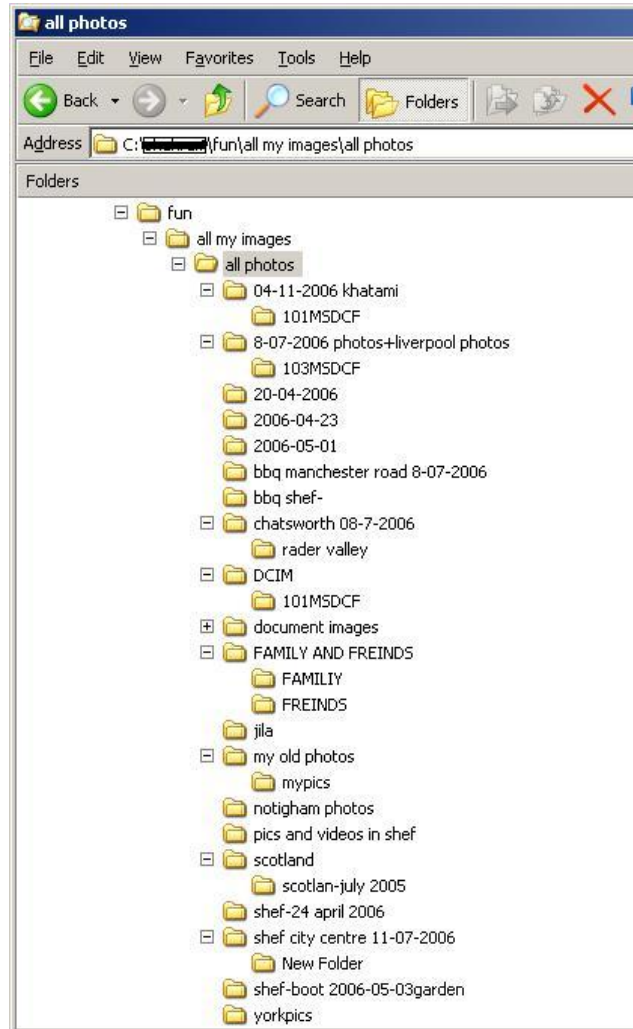 all photos
File Edit View Favorites Tools Help
Back Search Folders
Address C:\ \fun\all my images\all photos
Folders
fun
all my images
all photos
04-11-2006 khatami
101MSDCF
8-07-2006 photos+liverpool photos
103MSDCF
20-04-2006
2006-04-23
2006-05-01
bbq manchester road 8-07-2006
bbq shef-
chatsworth 08-7-2006
rader valley
DCIM
101MSDCF
document images
FAMILY AND FREINDS
FAMILIY
FREINDS
jila
my old photos
mypics
notigham photos
pics and videos in shef
scotland
scotlan-july 2005
shef-24 april 2006
shef city centre 11-07-2006
New Folder
shef-boot 2006-05-03garden
yorkpics